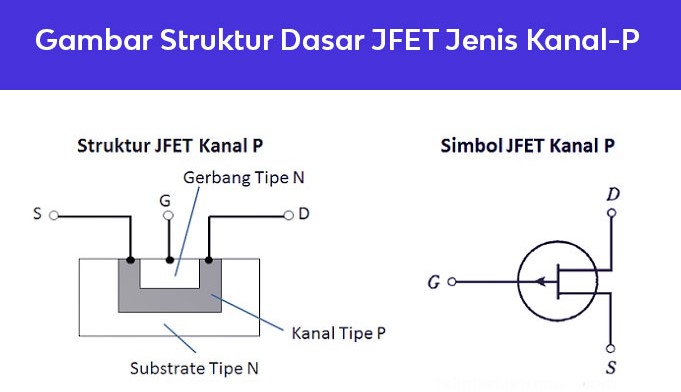 Gambar Struktur Dasar JFET Jenis Kanal-P
Struktur JFET Kanal P
Gerbang Tipe N
S
G
D
Kanal Tipe P
Substrate Tipe N
Simbol JFET Kanal P
D
G
S